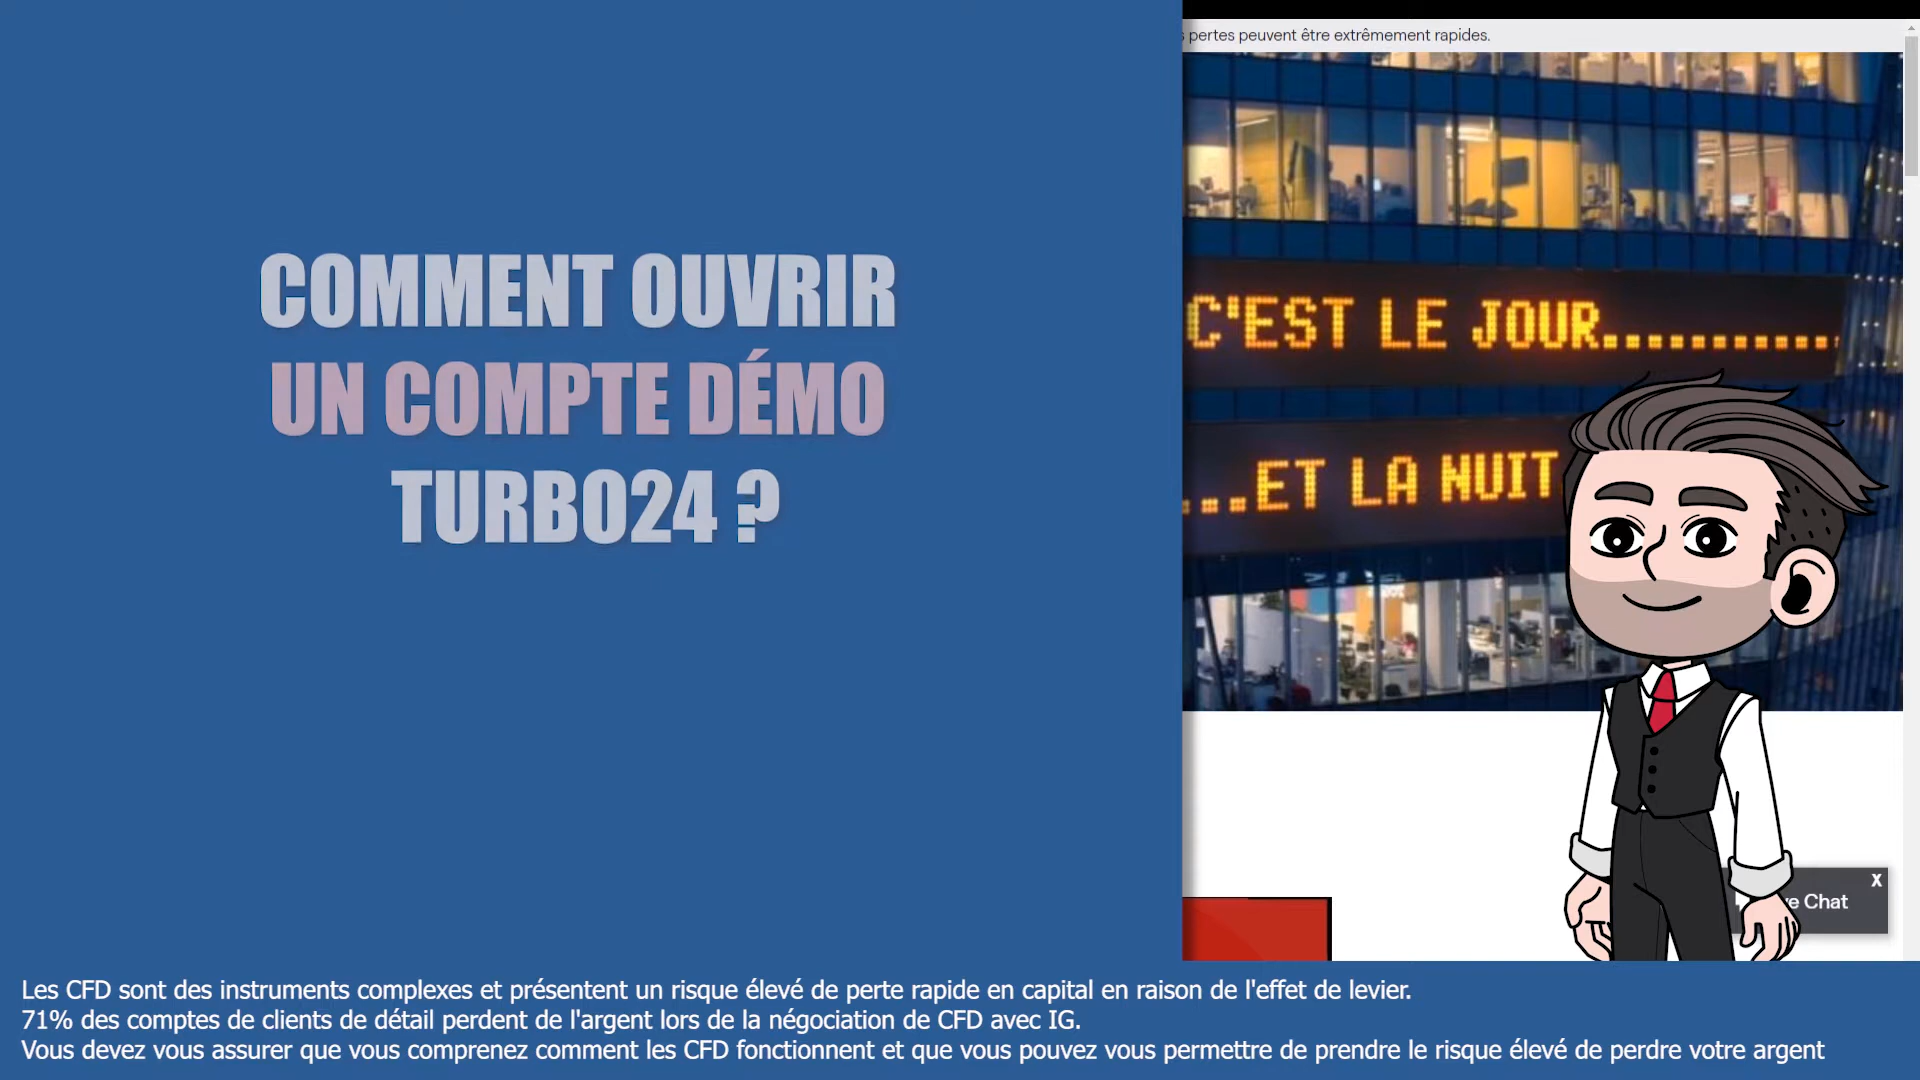 pertes peuvent être extrêmement rapides.
COMMENT OUVRIR
UN COMPTE DÉMO
TURBO24 ?
C'EST LE JOUR...........
...ET LA NUIT
Chat
X
Les CFD sont des instruments complexes et présentent un risque élevé de perte rapide en capital en raison de l'effet de levier.
71% des comptes de clients de détail perdent de l'argent lors de la négociation de CFD avec IG.
Vous devez vous assurer que vous comprenez comment les CFD fonctionnent et que vous pouvez vous permettre de prendre le risque élevé de perdre votre argent